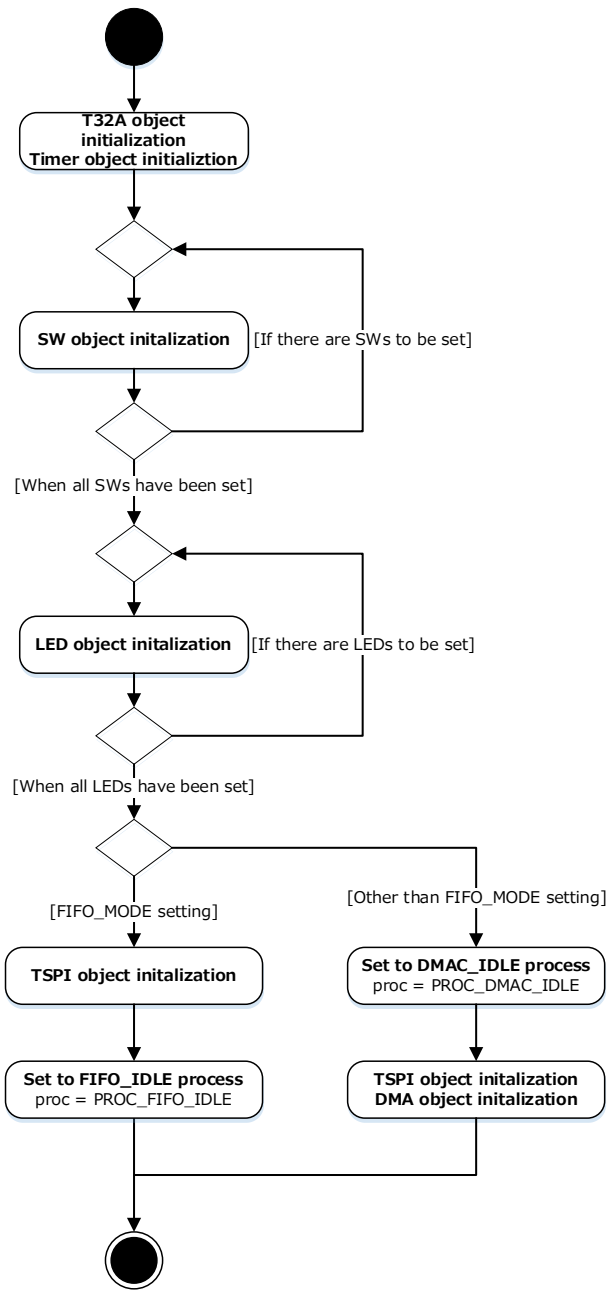 T32A object
initialization
Timer object initializtion
SW object initalization
[If there are SWs to be set]
[When all SWs have been set]
LED object initalization
[If there are LEDs to be set]
[When all LEDs have been set]
[FIFO_MODE setting]
[Other than FIFO_MODE setting]
TSPI object initalization
Set to DMAC_IDLE process
proc = PROC_DMAC_IDLE
Set to FIFO_IDLE process
proc = PROC_FIFO_IDLE
TSPI object initalization
DMA object initalization